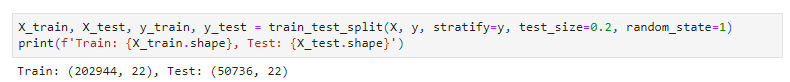 X_train, X_test, y_train, y_test = train_test_split(X, y, stratify=y, test_size=0.2, random_state=1)
print(f'Train: {X_train.shape}, Test: {X_test.shape}')
Train: (202944, 22), Test: (50736, 22)